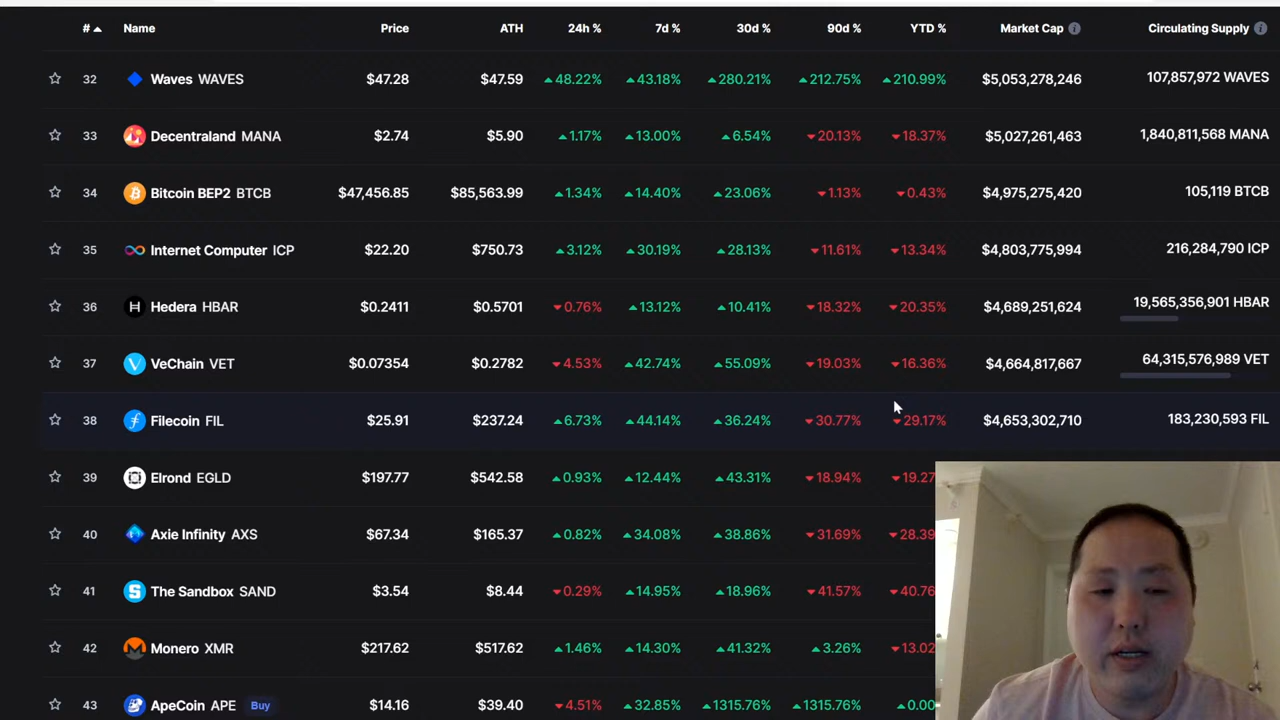 # Name Price ATH 24h % 7d % 30d % 90d % YTD % Market Cap Circulating Supply
32 Waves WAVES $47.28 $47.59 48.22% 43.18% 280.21% 212.75% 210.99% $5,053,278,246 107,857,972 WAVES
33 Decentraland MANA $2.74 $5.90 1.17% 13.00% 6.54% 20.13% 18.37% $5,027,261,463 1,840,811,568 MANA
34 Bitcoin BEP2 BTCB $47,456.85 $85,563.99 1.34% 14.40% 23.06% 1.13% 0.43% $4,975,275,420 105,119 BTCB
35 Internet Computer ICP $22.20 $750.73 3.12% 30.19% 28.13% 11.61% 13.34% $4,803,775,994 216,284,790 ICP
36 Hedera HBAR $0.2411 $0.5701 0.76% 13.12% 10.41% 18.32% 20.35% $4,689,251,624 19,565,356,901 HBAR
37 VeChain VET $0.07354 $0.2782 4.53% 42.74% 55.09% 19.03% 16.36% $4,664,817,667 64,315,576,989 VET
38 Filecoin FIL $25.91 $237.24 6.73% 44.14% 36.24% 30.77% 29.17% $4,653,302,710 183,230,593 FIL
39 Elrond EGLD $197.77 $542.58 0.93% 12.44% 43.31% 18.94% 19.27
40 Axie Infinity AXS $67.34 $165.37 0.82% 34.08% 38.86% 31.69% 28.39
41 The Sandbox SAND $3.54 $8.44 0.29% 14.95% 18.96% 41.57% 40.76
42 Monero XMR $217.62 $517.62 1.46% 14.30% 41.32% 3.26% 13.02
43 ApeCoin APE Buy $14.16 $39.40 4.51% 32.85% 1315.76% 1315.76% 0.00